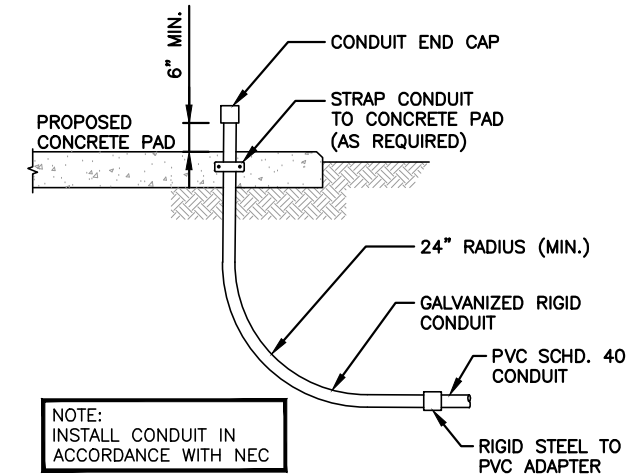 6" MIN.
CONDUIT END CAP
STRAP CONDUIT
TO CONCRETE PAD
(AS REQUIRED)
PROPOSED
CONCRETE PAD
24" RADIUS (MIN.)
GALVANIZED RIGID
CONDUIT
PVC SCHD. 40
CONDUIT
RIGID STEEL TO
PVC ADAPTER
NOTE:
INSTALL CONDUIT IN
ACCORDANCE WITH NEC